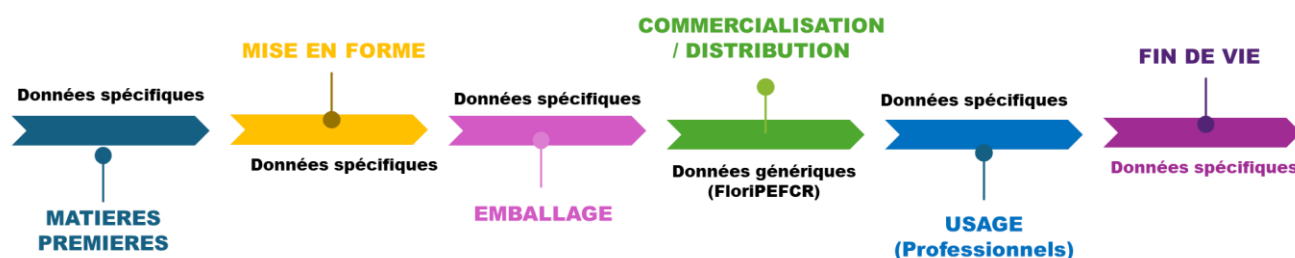 Données spécifiques
MATIERES
PREMIERES
MISE EN FORME
Données spécifiques
Données spécifiques
EMBALLAGE
COMMERCIALISATION
/ DISTRIBUTION
Données génériques
(FloriPEFCR)
Données spécifiques
USAGE
(Professionnels)
FIN DE VIE
Données spécifiques